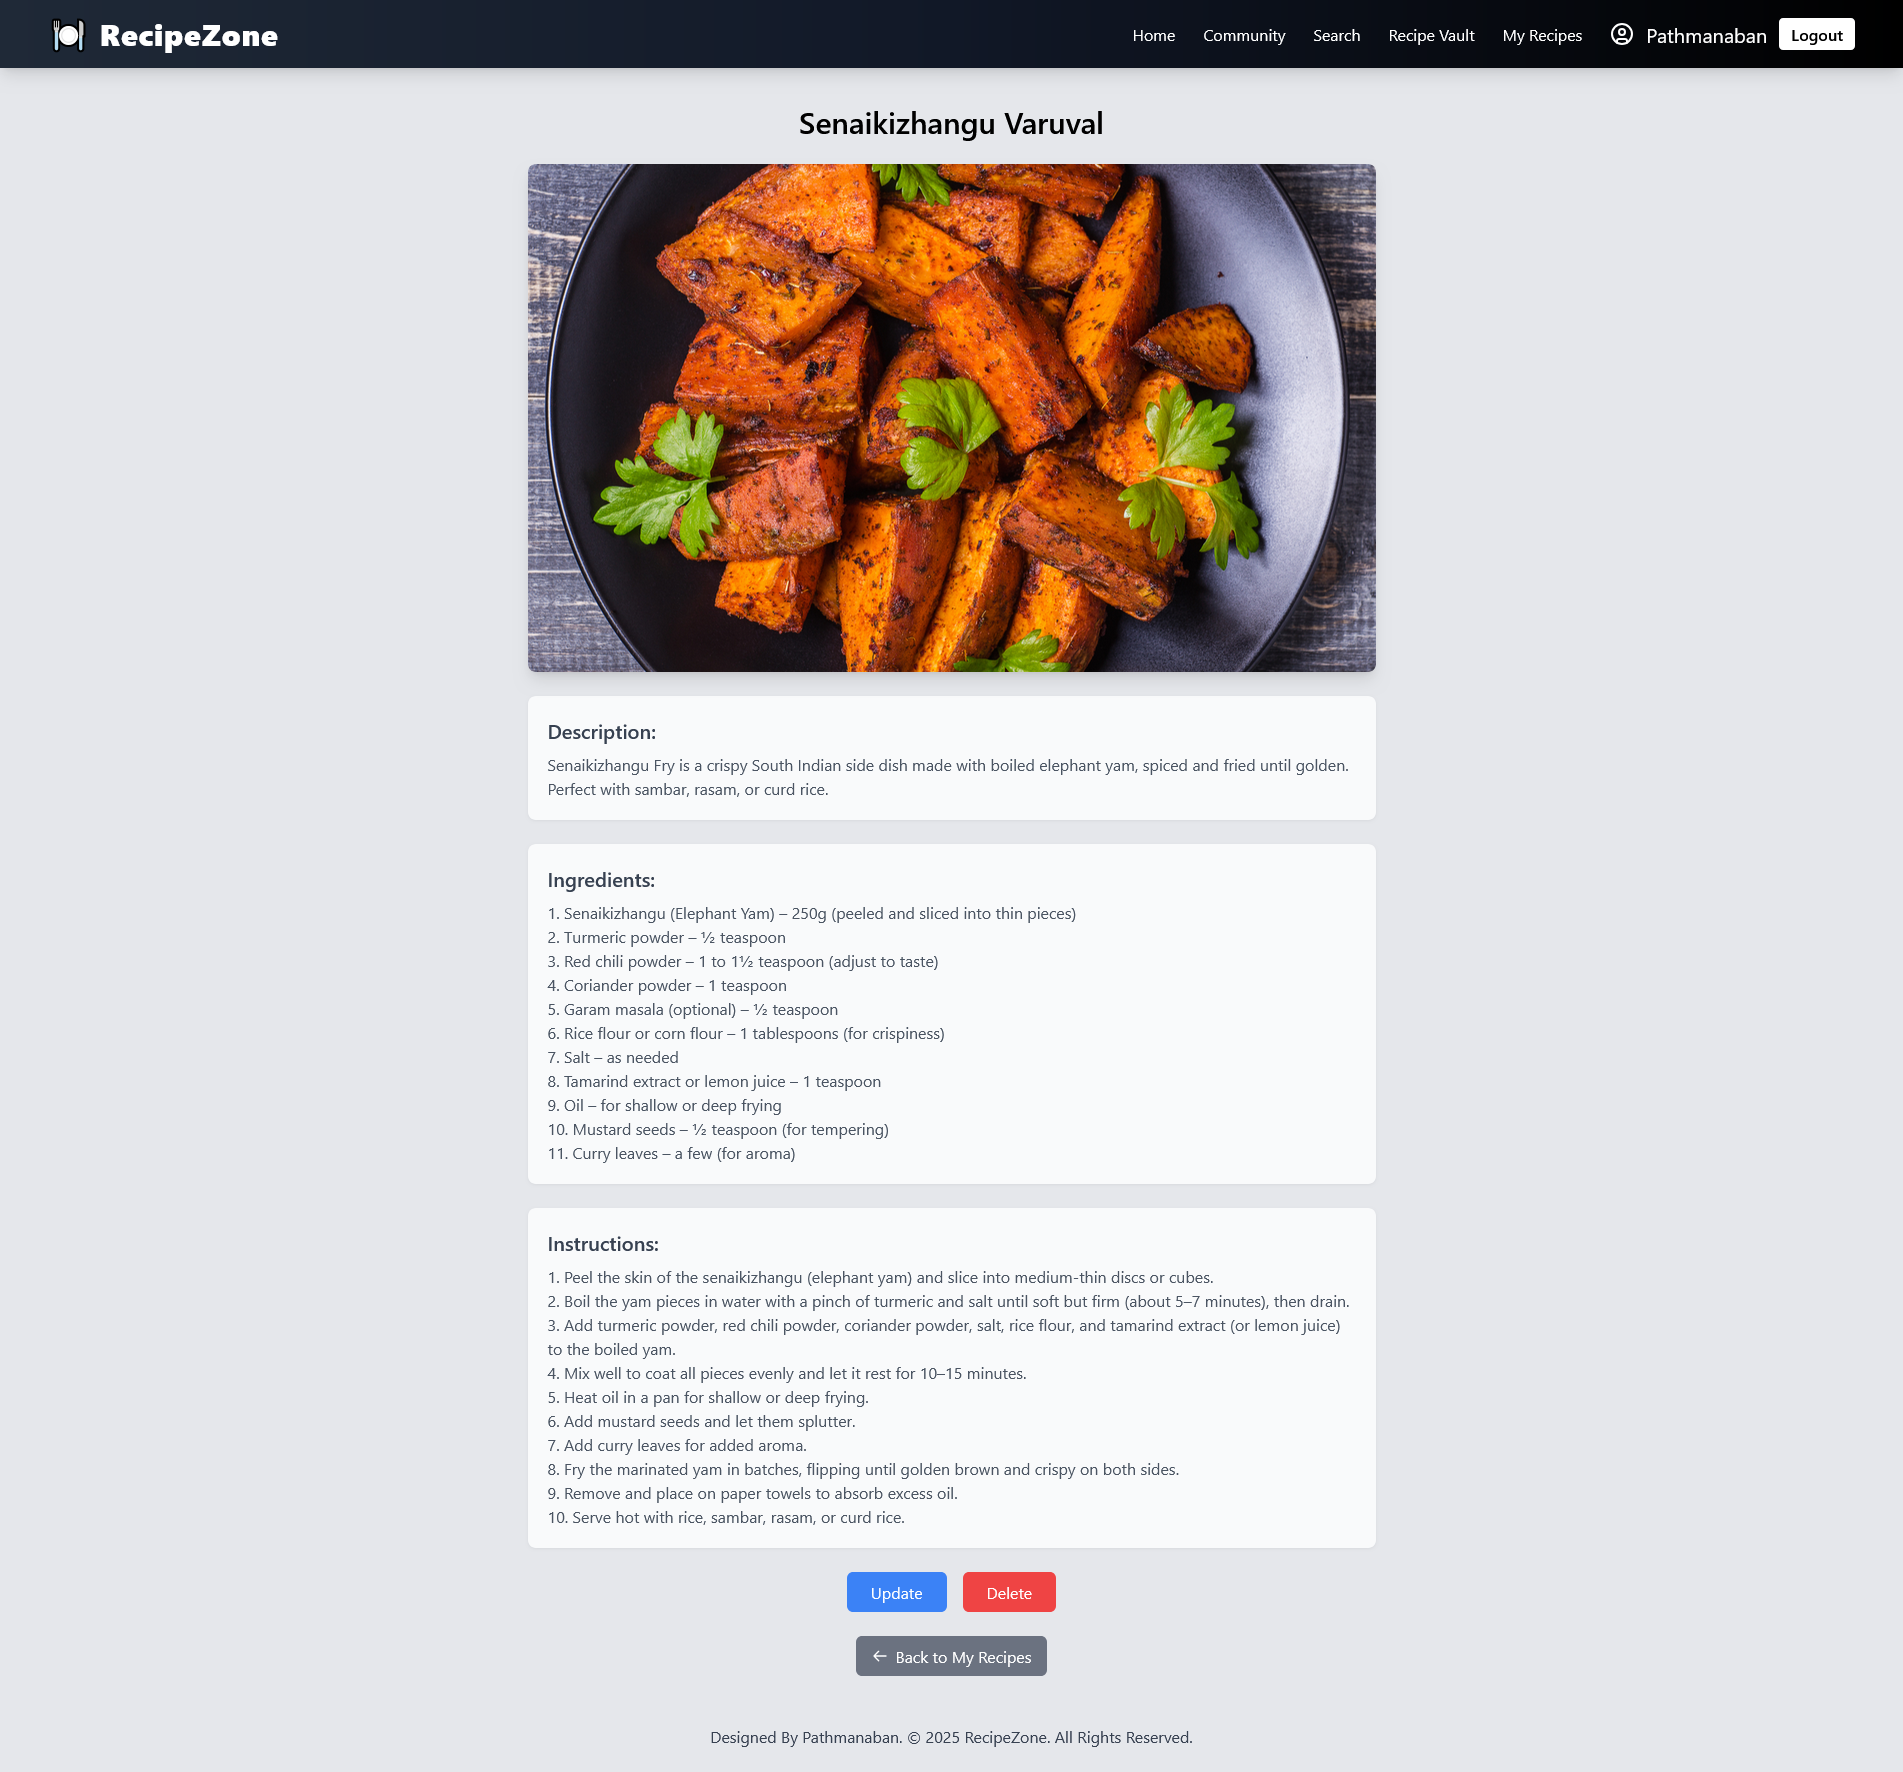 RecipeZone
Home Community Search Recipe Vault My Recipes Pathmanaban Logout
Senaikizhangu Varuval
Description:
Senaikizhangu Fry is a crispy South Indian side dish made with boiled elephant yam, spiced and fried until golden.
Perfect with sambar, rasam, or curd rice.
Ingredients:
1. Senaikizhangu (Elephant Yam) – 250g (peeled and sliced into thin pieces)
2. Turmeric powder – ½ teaspoon
3. Red chili powder – 1 to 1½ teaspoon (adjust to taste)
4. Coriander powder – 1 teaspoon
5. Garam masala (optional) – ½ teaspoon
6. Rice flour or corn flour – 1 tablespoons (for crispiness)
7. Salt – as needed
8. Tamarind extract or lemon juice – 1 teaspoon
9. Oil – for shallow or deep frying
10. Mustard seeds – ½ teaspoon (for tempering)
11. Curry leaves – a few (for aroma)
Instructions:
1. Peel the skin of the senaikizhangu (elephant yam) and slice into medium-thin discs or cubes.
2. Boil the yam pieces in water with a pinch of turmeric and salt until soft but firm (about 5–7 minutes), then drain.
3. Add turmeric powder, red chili powder, coriander powder, salt, rice flour, and tamarind extract (or lemon juice)
to the boiled yam.
4. Mix well to coat all pieces evenly and let it rest for 10–15 minutes.
5. Heat oil in a pan for shallow or deep frying.
6. Add mustard seeds and let them splutter.
7. Add curry leaves for added aroma.
8. Fry the marinated yam in batches, flipping until golden brown and crispy on both sides.
9. Remove and place on paper towels to absorb excess oil.
10. Serve hot with rice, sambar, rasam, or curd rice.
Update Delete
← Back to My Recipes
Designed By Pathmanaban. © 2025 RecipeZone. All Rights Reserved.